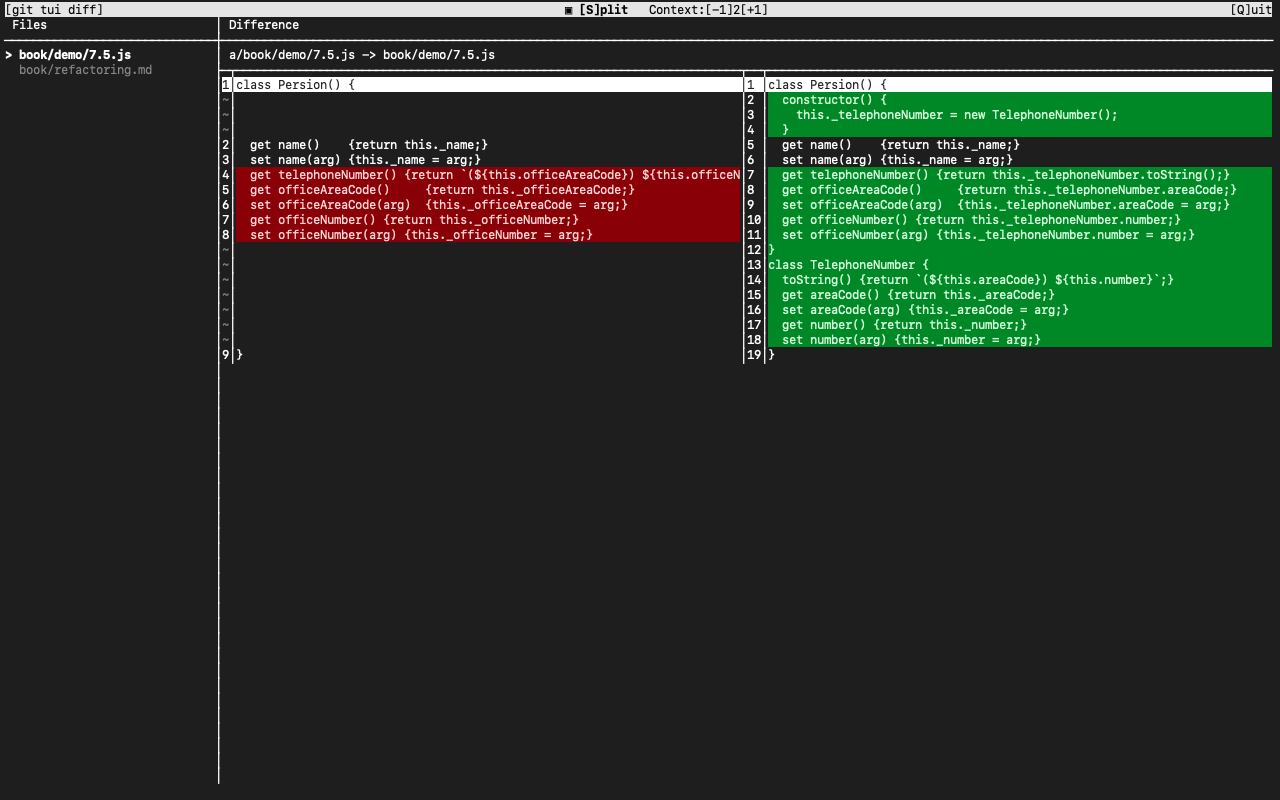 [git tui diff] ▣ [S]plit Context:[-1]2[+1] [Q]uit
Files Difference
> book/demo/7.5.js a/book/demo/7.5.js -> book/demo/7.5.js
book/refactoring.md
1 class Persion() { 1 class Persion() {
~ 2 constructor() {
~ 3 this._telephoneNumber = new TelephoneNumber();
~ 4 }
2 get name() {return this._name;} 5 get name() {return this._name;}
3 set name(arg) {this._name = arg;} 6 set name(arg) {this._name = arg;}
4 get telephoneNumber() {return `(${this.officeAreaCode}) ${this.officeN 7 get telephoneNumber() {return this._telephoneNumber.toString();}
5 get officeAreaCode() {return this._officeAreaCode;} 8 get officeAreaCode() {return this._telephoneNumber.areaCode;}
6 set officeAreaCode(arg) {this._officeAreaCode = arg;} 9 set officeAreaCode(arg) {this._telephoneNumber.areaCode = arg;}
7 get officeNumber() {return this._officeNumber;} 10 get officeNumber() {return this._telephoneNumber.number;}
8 set officeNumber(arg) {this._officeNumber = arg;} 11 set officeNumber(arg) {this._telephoneNumber.number = arg;}
~ 12 }
~ 13 class TelephoneNumber {
~ 14 toString() {return `(${this.areaCode}) ${this.number}`;}
~ 15 get areaCode() {return this._areaCode;}
~ 16 set areaCode(arg) {this._areaCode = arg;}
~ 17 get number() {return this._number;}
~ 18 set number(arg) {this._number = arg;}
9 } 19 }